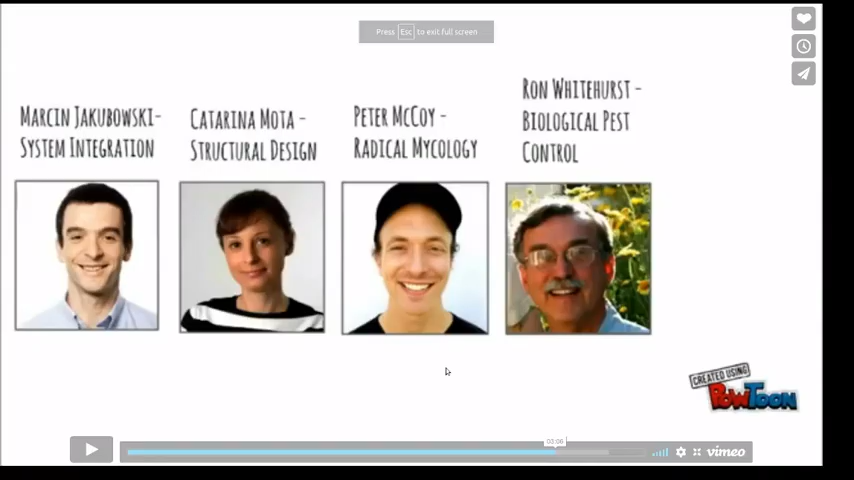 Press Esc to exit full screen
MARCIN JAKUBOWSKI-
SYSTEM INTEGRATION
CATARINA MOTA -
STRUCTURAL DESIGN
PETER MCCOY -
RADICAL MYCOLOGY
RON WHITEHURST -
BIOLOGICAL PEST
CONTROL
CREATED USING
POWTOON
03:06
vimeo